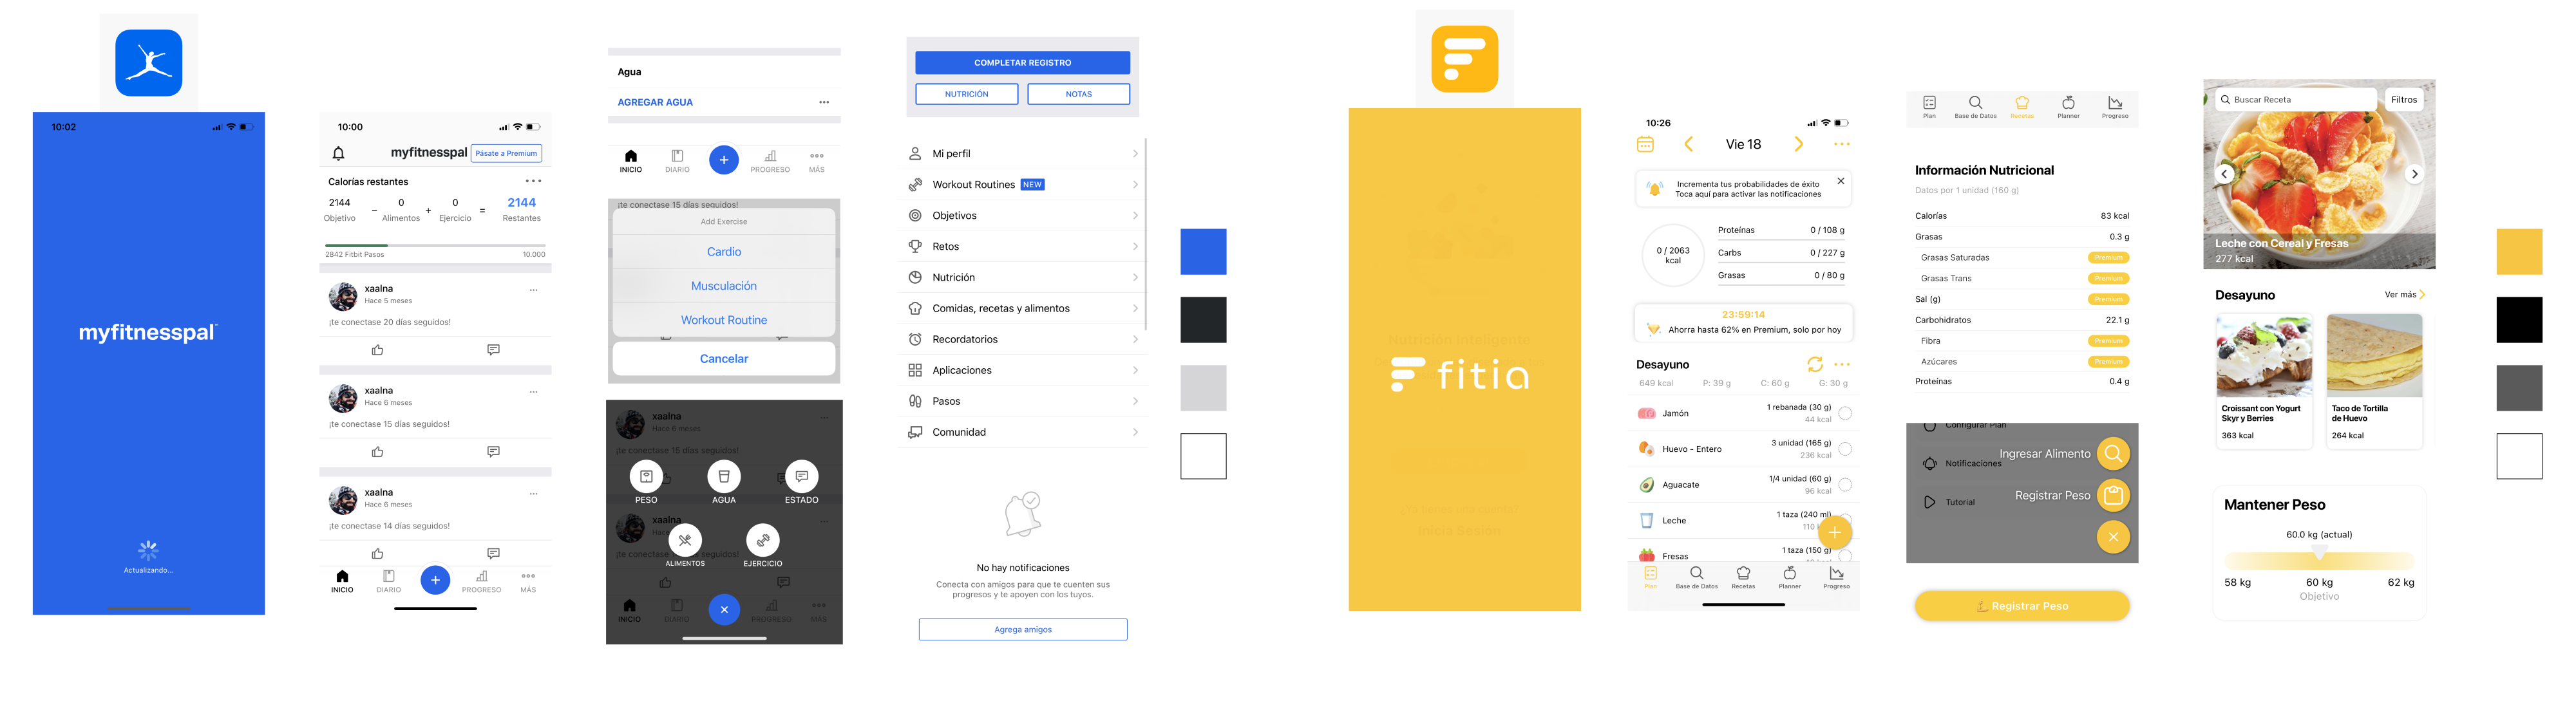 10:02
myfitnesspal
Actualizando...
10:00
myfitnesspal
Pásate a Premium
Calorías restantes
2144 - 0 + 0 = 2144
Objetivo Alimentos Ejercicio Restantes
2842 Fitbit Pasos 10.000
xaalna
Hace 5 meses
¡te conectase 20 días seguidos!
xaalna
Hace 6 meses
¡te conectase 15 días seguidos!
xaalna
Hace 6 meses
¡te conectase 14 días seguidos!
INICIO DIARIO + PROGRESO MÁS
Agua
AGREGAR AGUA
INICIO DIARIO + PROGRESO MÁS
¡te conectase 15 días seguidos!
Add Exercise
Cardio
Musculación
Workout Routine
Cancelar
xaalna
Hace 6 meses
¡te conectase 15 días seguidos!
PESO AGUA ESTADO
xaalna
¡te conectase 15 días seguidos!
ALIMENTOS EJERCICIO
INICIO DIARIO PROGRESO MÁS
COMPLETAR REGISTRO
NUTRICIÓN NOTAS
Mi perfil
Workout Routines NEW
Objetivos
Retos
Nutrición
Comidas, recetas y alimentos
Recordatorios
Aplicaciones
Pasos
Comunidad
No hay notificaciones
Conecta con amigos para que te cuenten sus
progresos y te apoyen con los tuyos.
Agrega amigos
Nutrición Inteligente
fitia
Inicia Sesión
10:26
Vie 18
Incrementa tus probabilidades de éxito
Toca aquí para activar las notificaciones
0 / 2063
kcal
Proteínas 0 / 108 g
Carbs 0 / 227 g
Grasas 0 / 80 g
23:59:14
Ahorra hasta 62% en Premium, solo por hoy
Desayuno
649 kcal P: 39 g C: 60 g G: 30 g
Jamón 1 rebanada (30 g)
44 kcal
Huevo - Entero 3 unidad (165 g)
236 kcal
Aguacate 1/4 unidad (60 g)
96 kcal
Leche 1 taza (240 ml)
110
Fresas 1 taza (150 g)
Plan Base de Datos Recetas Planner Progreso
Plan Base de Datos Recetas Planner Progreso
Información Nutricional
Datos por 1 unidad (160 g)
Calorías 83 kcal
Grasas 0.3 g
Grasas Saturadas Premium
Grasas Trans Premium
Sal (g) Premium
Carbohidratos 22.1 g
Fibra Premium
Azúcares Premium
Proteínas 0.4 g
Configurar Plan
Ingresar Alimento
Notificaciones
Registrar Peso
Tutorial
Registrar Peso
Buscar Receta Filtros
Leche con Cereal y Fresas
277 kcal
Desayuno Ver más
Croissant con Yogurt
Skyr y Berries
363 kcal
Taco de Tortilla
de Huevo
264 kcal
Mantener Peso
60.0 kg (actual)
58 kg 60 kg 62 kg
Objetivo